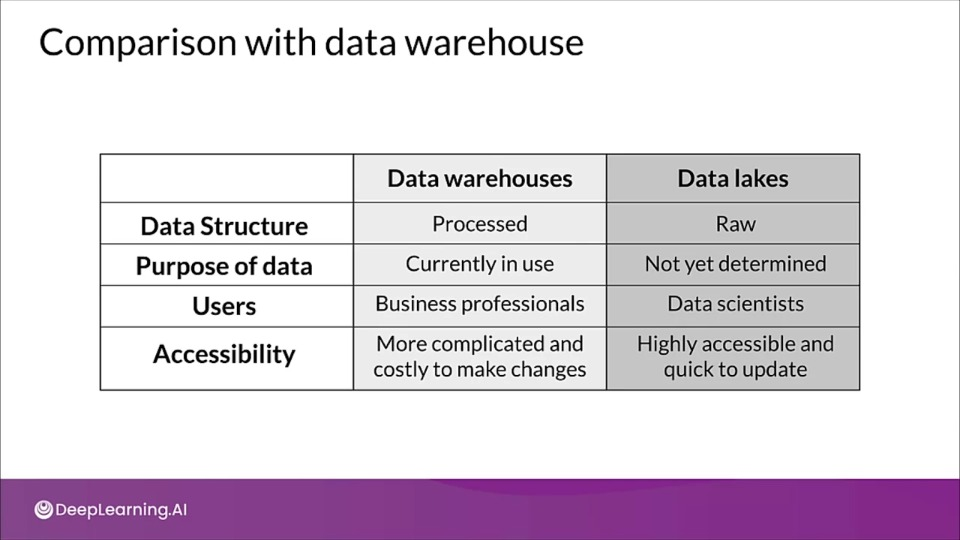 Comparison with data warehouse
Data warehouses
Data lakes
Data Structure
Processed
Raw
Purpose of data
Currently in use
Not yet determined
Users
Business professionals
Data scientists
Accessibility
More complicated and
costly to make changes
Highly accessible and
quick to update
DeepLearning.AI